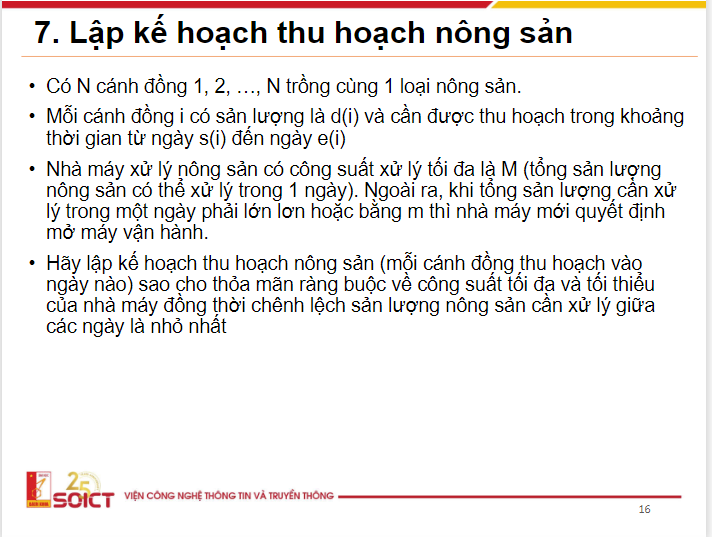 7. Lập kế hoạch thu hoạch nông sản
• Có N cánh đồng 1, 2, …, N trồng cùng 1 loại nông sản.
• Mỗi cánh đồng i có sản lượng là d(i) và cần được thu hoạch trong khoảng
thời gian từ ngày s(i) đến ngày e(i)
• Nhà máy xử lý nông sản có công suất xử lý tối đa là M (tổng sản lượng
nông sản có thể xử lý trong 1 ngày). Ngoài ra, khi tổng sản lượng cần xử
lý trong một ngày phải lớn lơn hoặc bằng m thì nhà máy mới quyết định
mở máy vận hành.
• Hãy lập kế hoạch thu hoạch nông sản (mỗi cánh đồng thu hoạch vào
ngày nào) sao cho thỏa mãn ràng buộc về công suất tối đa và tối thiểu
của nhà máy đồng thời chênh lệch sản lượng nông sản cần xử lý giữa
các ngày là nhỏ nhất
25
SOICT
VIỆN CÔNG NGHỆ THÔNG TIN VÀ TRUYỀN THÔNG
16